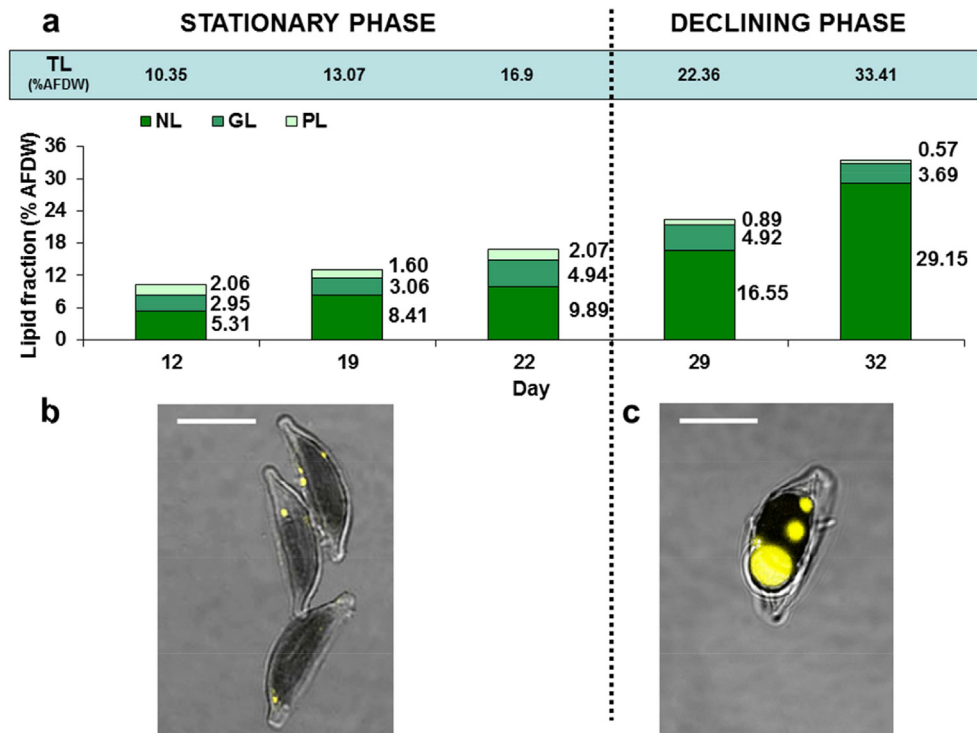 a STATIONARY PHASE DECLINING PHASE
TL
(%AFDW) 10.35 13.07 16.9 22.36 33.41
NL GL PL
Lipid fraction (% AFDW)
36
30
24
18
12
6
0
2.06
2.95
5.31
1.60
3.06
8.41
2.07
4.94
9.89
0.89
4.92
16.55
0.57
3.69
29.15
12 19 22 29 32
Day
b c